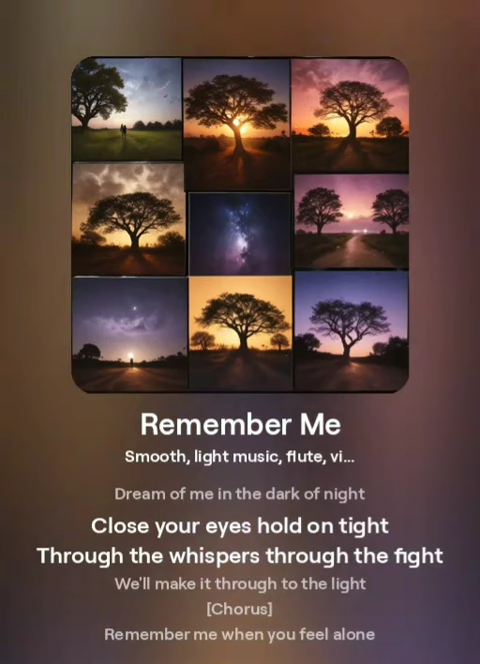 Remember Me
Smooth, light music, flute, vi...
Dream of me in the dark of night
Close your eyes hold on tight
Through the whispers through the fight
We'll make it through to the light
[Chorus]
Remember me when you feel alone